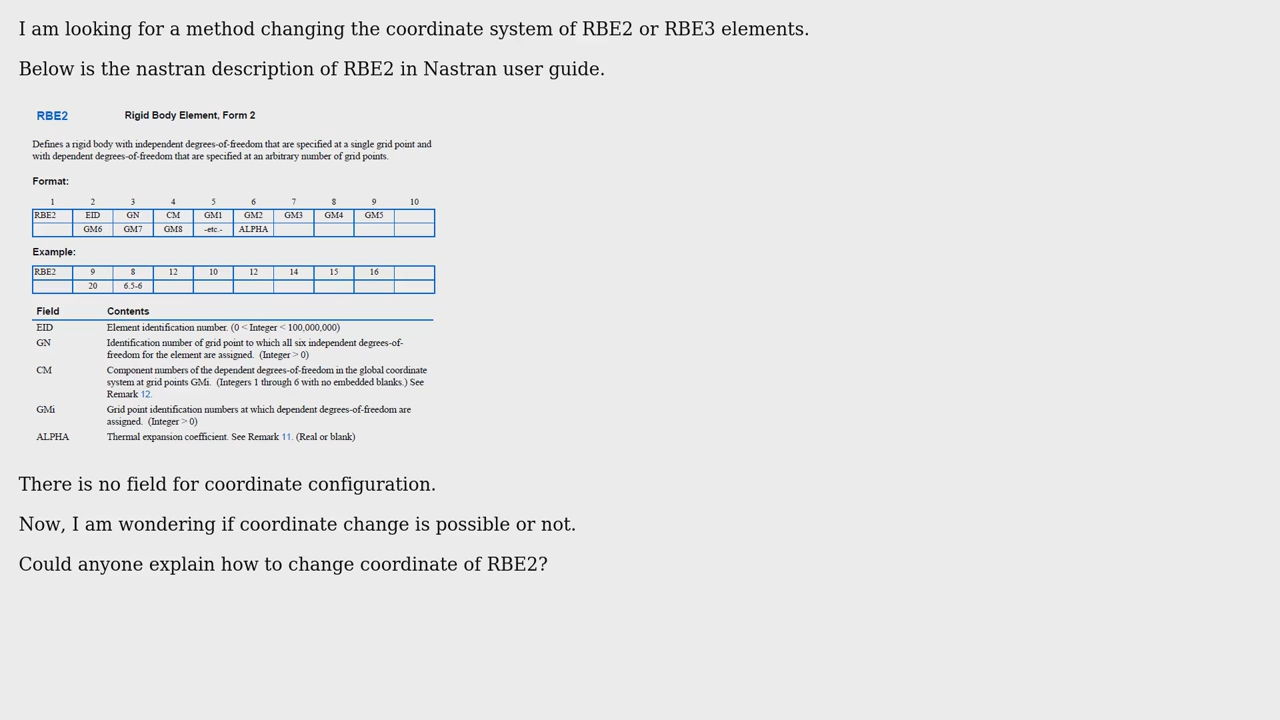 I am looking for a method changing the coordinate system of RBE2 or RBE3 elements.
Below is the nastran description of RBE2 in Nastran user guide.
RBE2 Rigid Body Element, Form 2
Defines a rigid body with independent degrees-of-freedom that are specified at a single grid point and
with dependent degrees-of-freedom that are specified at an arbitrary number of grid points.
Format:
1 2 3 4 5 6 7 8 9 10
RBE2 EID GN CM GM1 GM2 GM3 GM4 GM5
GM6 GM7 GM8 -etc.- ALPHA
Example:
RBE2 9 8 12 10 12 14 15 16
20 6.5-6
Field Contents
EID Element identification number. (0 < Integer < 100,000,000)
GN Identification number of grid point to which all six independent degrees-of-
freedom for the element are assigned. (Integer > 0)
CM Component numbers of the dependent degrees-of-freedom in the global coordinate
system at grid points GMi. (Integers 1 through 6 with no embedded blanks.) See
Remark 12.
GMi Grid point identification numbers at which dependent degrees-of-freedom are
assigned. (Integer > 0)
ALPHA Thermal expansion coefficient. See Remark 11. (Real or blank)
There is no field for coordinate configuration.
Now, I am wondering if coordinate change is possible or not.
Could anyone explain how to change coordinate of RBE2?